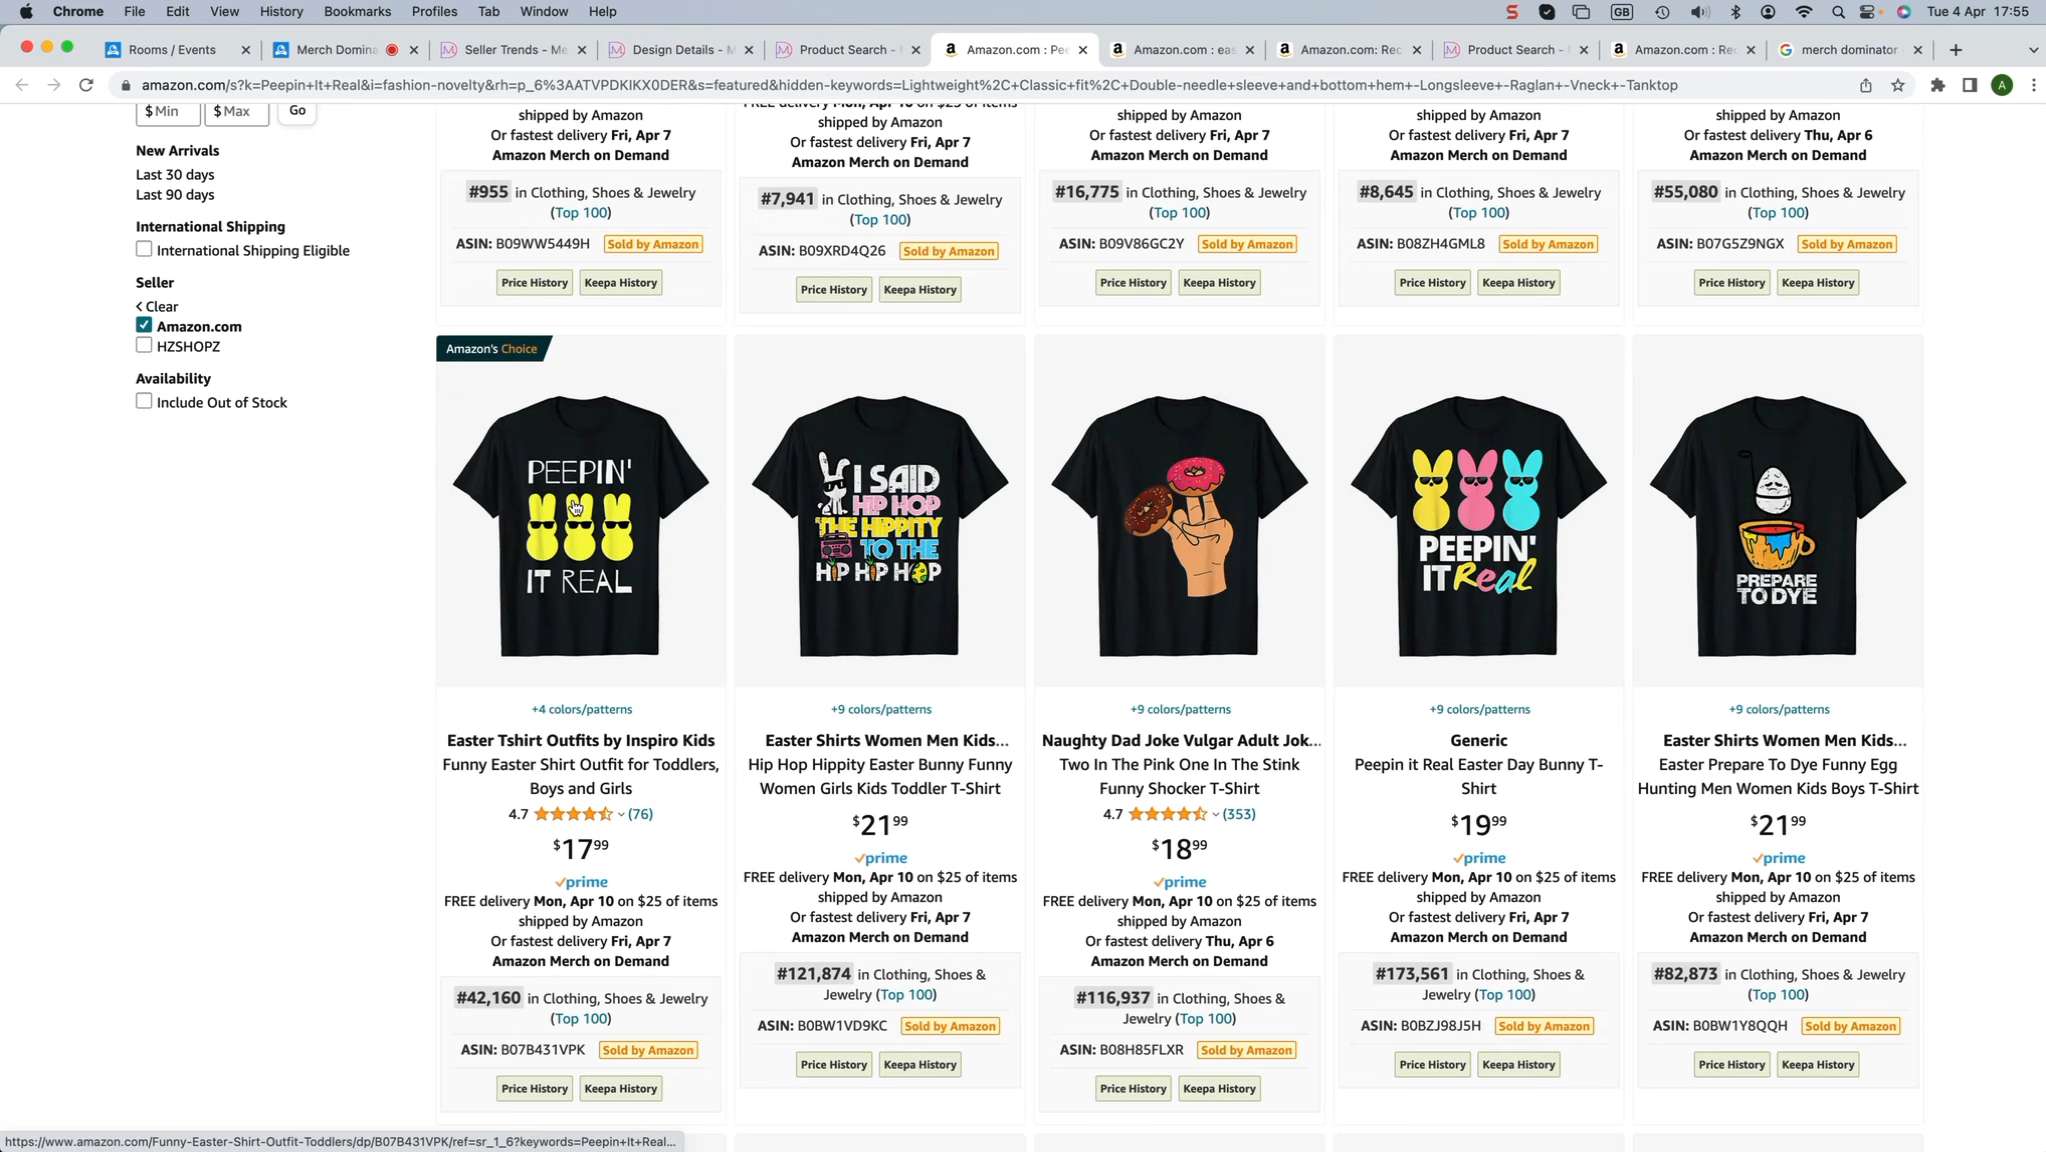 Chrome File Edit View History Bookmarks Profiles Tab Window Help
S GB Tue 4 Apr 17:55
Rooms / Events
Merch Domina
Seller Trends - Me
Design Details - M
Product Search -
Amazon.com : Pee
Amazon.com : eas
Amazon.com: Rec
Product Search -
Amazon.com : Rec
merch dominator
amazon.com/s?k=Peepin+It+Real&i=fashion-novelty&rh=p_6%3AATVPDKIKX0DER&s=featured&hidden-keywords=Lightweight%2C+Classic+fit%2C+Double-needle+sleeve+and+bottom+hem+-Longsleeve+-Raglan+-Vneck+-Tanktop
A
$ Min $ Max Go
New Arrivals
Last 30 days
Last 90 days
International Shipping
International Shipping Eligible
Seller
Clear
Amazon.com
HZSHOPZ
Availability
Include Out of Stock
shipped by Amazon
Or fastest delivery Fri, Apr 7
Amazon Merch on Demand
#955 in Clothing, Shoes & Jewelry
(Top 100)
ASIN: B09WW5449H Sold by Amazon
Price History Keepa History
FREE delivery Mon, Apr 10 on $25 of items
shipped by Amazon
Or fastest delivery Fri, Apr 7
Amazon Merch on Demand
#7,941 in Clothing, Shoes & Jewelry
(Top 100)
ASIN: B09XRD4Q26 Sold by Amazon
Price History Keepa History
shipped by Amazon
Or fastest delivery Fri, Apr 7
Amazon Merch on Demand
#16,775 in Clothing, Shoes & Jewelry
(Top 100)
ASIN: B09V86GC2Y Sold by Amazon
Price History Keepa History
shipped by Amazon
Or fastest delivery Fri, Apr 7
Amazon Merch on Demand
#8,645 in Clothing, Shoes & Jewelry
(Top 100)
ASIN: B08ZH4GML8 Sold by Amazon
Price History Keepa History
shipped by Amazon
Or fastest delivery Thu, Apr 6
Amazon Merch on Demand
#55,080 in Clothing, Shoes & Jewelry
(Top 100)
ASIN: B07G5Z9NGX Sold by Amazon
Price History Keepa History
Amazon's Choice
PEEPIN'
IT REAL
+4 colors/patterns
Easter Tshirt Outfits by Inspiro Kids
Funny Easter Shirt Outfit for Toddlers,
Boys and Girls
4.7 (76)
$1799
prime
FREE delivery Mon, Apr 10 on $25 of items
shipped by Amazon
Or fastest delivery Fri, Apr 7
Amazon Merch on Demand
#42,160 in Clothing, Shoes & Jewelry
(Top 100)
ASIN: B07B431VPK Sold by Amazon
Price History Keepa History
I SAID
HIP HOP
THE HIPPITY
TO THE
HIP HIP HOP
+9 colors/patterns
Easter Shirts Women Men Kids...
Hip Hop Hippity Easter Bunny Funny
Women Girls Kids Toddler T-Shirt
$2199
prime
FREE delivery Mon, Apr 10 on $25 of items
shipped by Amazon
Or fastest delivery Fri, Apr 7
Amazon Merch on Demand
#121,874 in Clothing, Shoes &
Jewelry (Top 100)
ASIN: B0BW1VD9KC Sold by Amazon
Price History Keepa History
+9 colors/patterns
Naughty Dad Joke Vulgar Adult Jok...
Two In The Pink One In The Stink
Funny Shocker T-Shirt
4.7 (353)
$1899
prime
FREE delivery Mon, Apr 10 on $25 of items
shipped by Amazon
Or fastest delivery Thu, Apr 6
Amazon Merch on Demand
#116,937 in Clothing, Shoes &
Jewelry (Top 100)
ASIN: B08H85FLXR Sold by Amazon
Price History Keepa History
PEEPIN'
IT Real
+9 colors/patterns
Generic
Peepin it Real Easter Day Bunny T-
Shirt
$1999
prime
FREE delivery Mon, Apr 10 on $25 of items
shipped by Amazon
Or fastest delivery Fri, Apr 7
Amazon Merch on Demand
#173,561 in Clothing, Shoes &
Jewelry (Top 100)
ASIN: B0BZJ98J5H Sold by Amazon
Price History Keepa History
PREPARE
TO DYE
+9 colors/patterns
Easter Shirts Women Men Kids...
Easter Prepare To Dye Funny Egg
Hunting Men Women Kids Boys T-Shirt
$2199
prime
FREE delivery Mon, Apr 10 on $25 of items
shipped by Amazon
Or fastest delivery Fri, Apr 7
Amazon Merch on Demand
#82,873 in Clothing, Shoes & Jewelry
(Top 100)
ASIN: B0BW1Y8QQH Sold by Amazon
Price History Keepa History
https://www.amazon.com/Funny-Easter-Shirt-Outfit-Toddlers/dp/B07B431VPK/ref=sr_1_6?keywords=Peepin+It+Real...